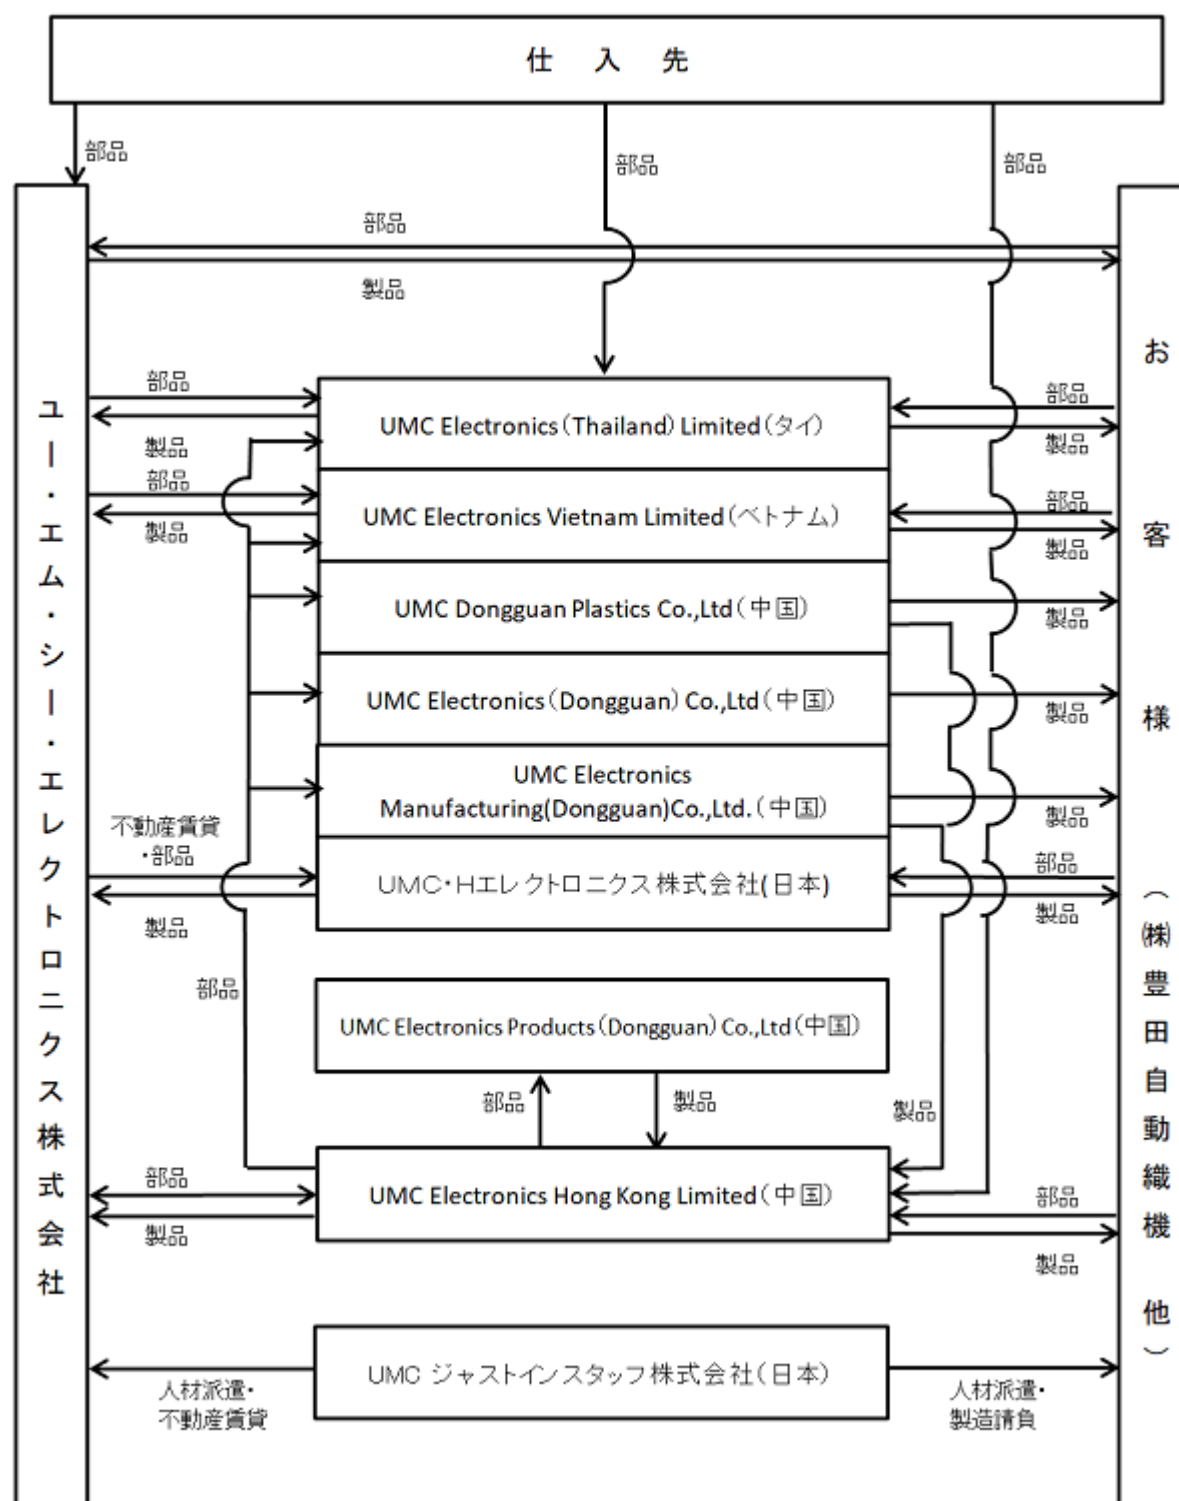 仕入先
部品
部品
部品
部品
製品
部品
製品
部品
製品
UMC Electronics（Thailand）Limited（タイ）
部品
製品
UMC Electronics Vietnam Limited（ベトナム）
部品
製品
UMC Dongguan Plastics Co.,Ltd（中国）
製品
UMC Electronics（Dongguan）Co.,Ltd（中国）
製品
UMC Electronics
Manufacturing(Dongguan)Co.,Ltd.（中国）
製品
不動産賃貸
・部品
製品
UMC・Hエレクトロニクス株式会社(日本)
部品
製品
部品
UMC Electronics Products（Dongguan）Co.,Ltd（中国）
部品
製品
製品
部品
製品
UMC Electronics Hong Kong Limited（中国）
部品
製品
UMC ジャストインスタッフ株式会社（日本）
人材派遣・
不動産賃貸
人材派遣・
製造請負
ユー・エム・シー・エレクトロニクス株式会社
お客様（㈱豊田自動織機 他）